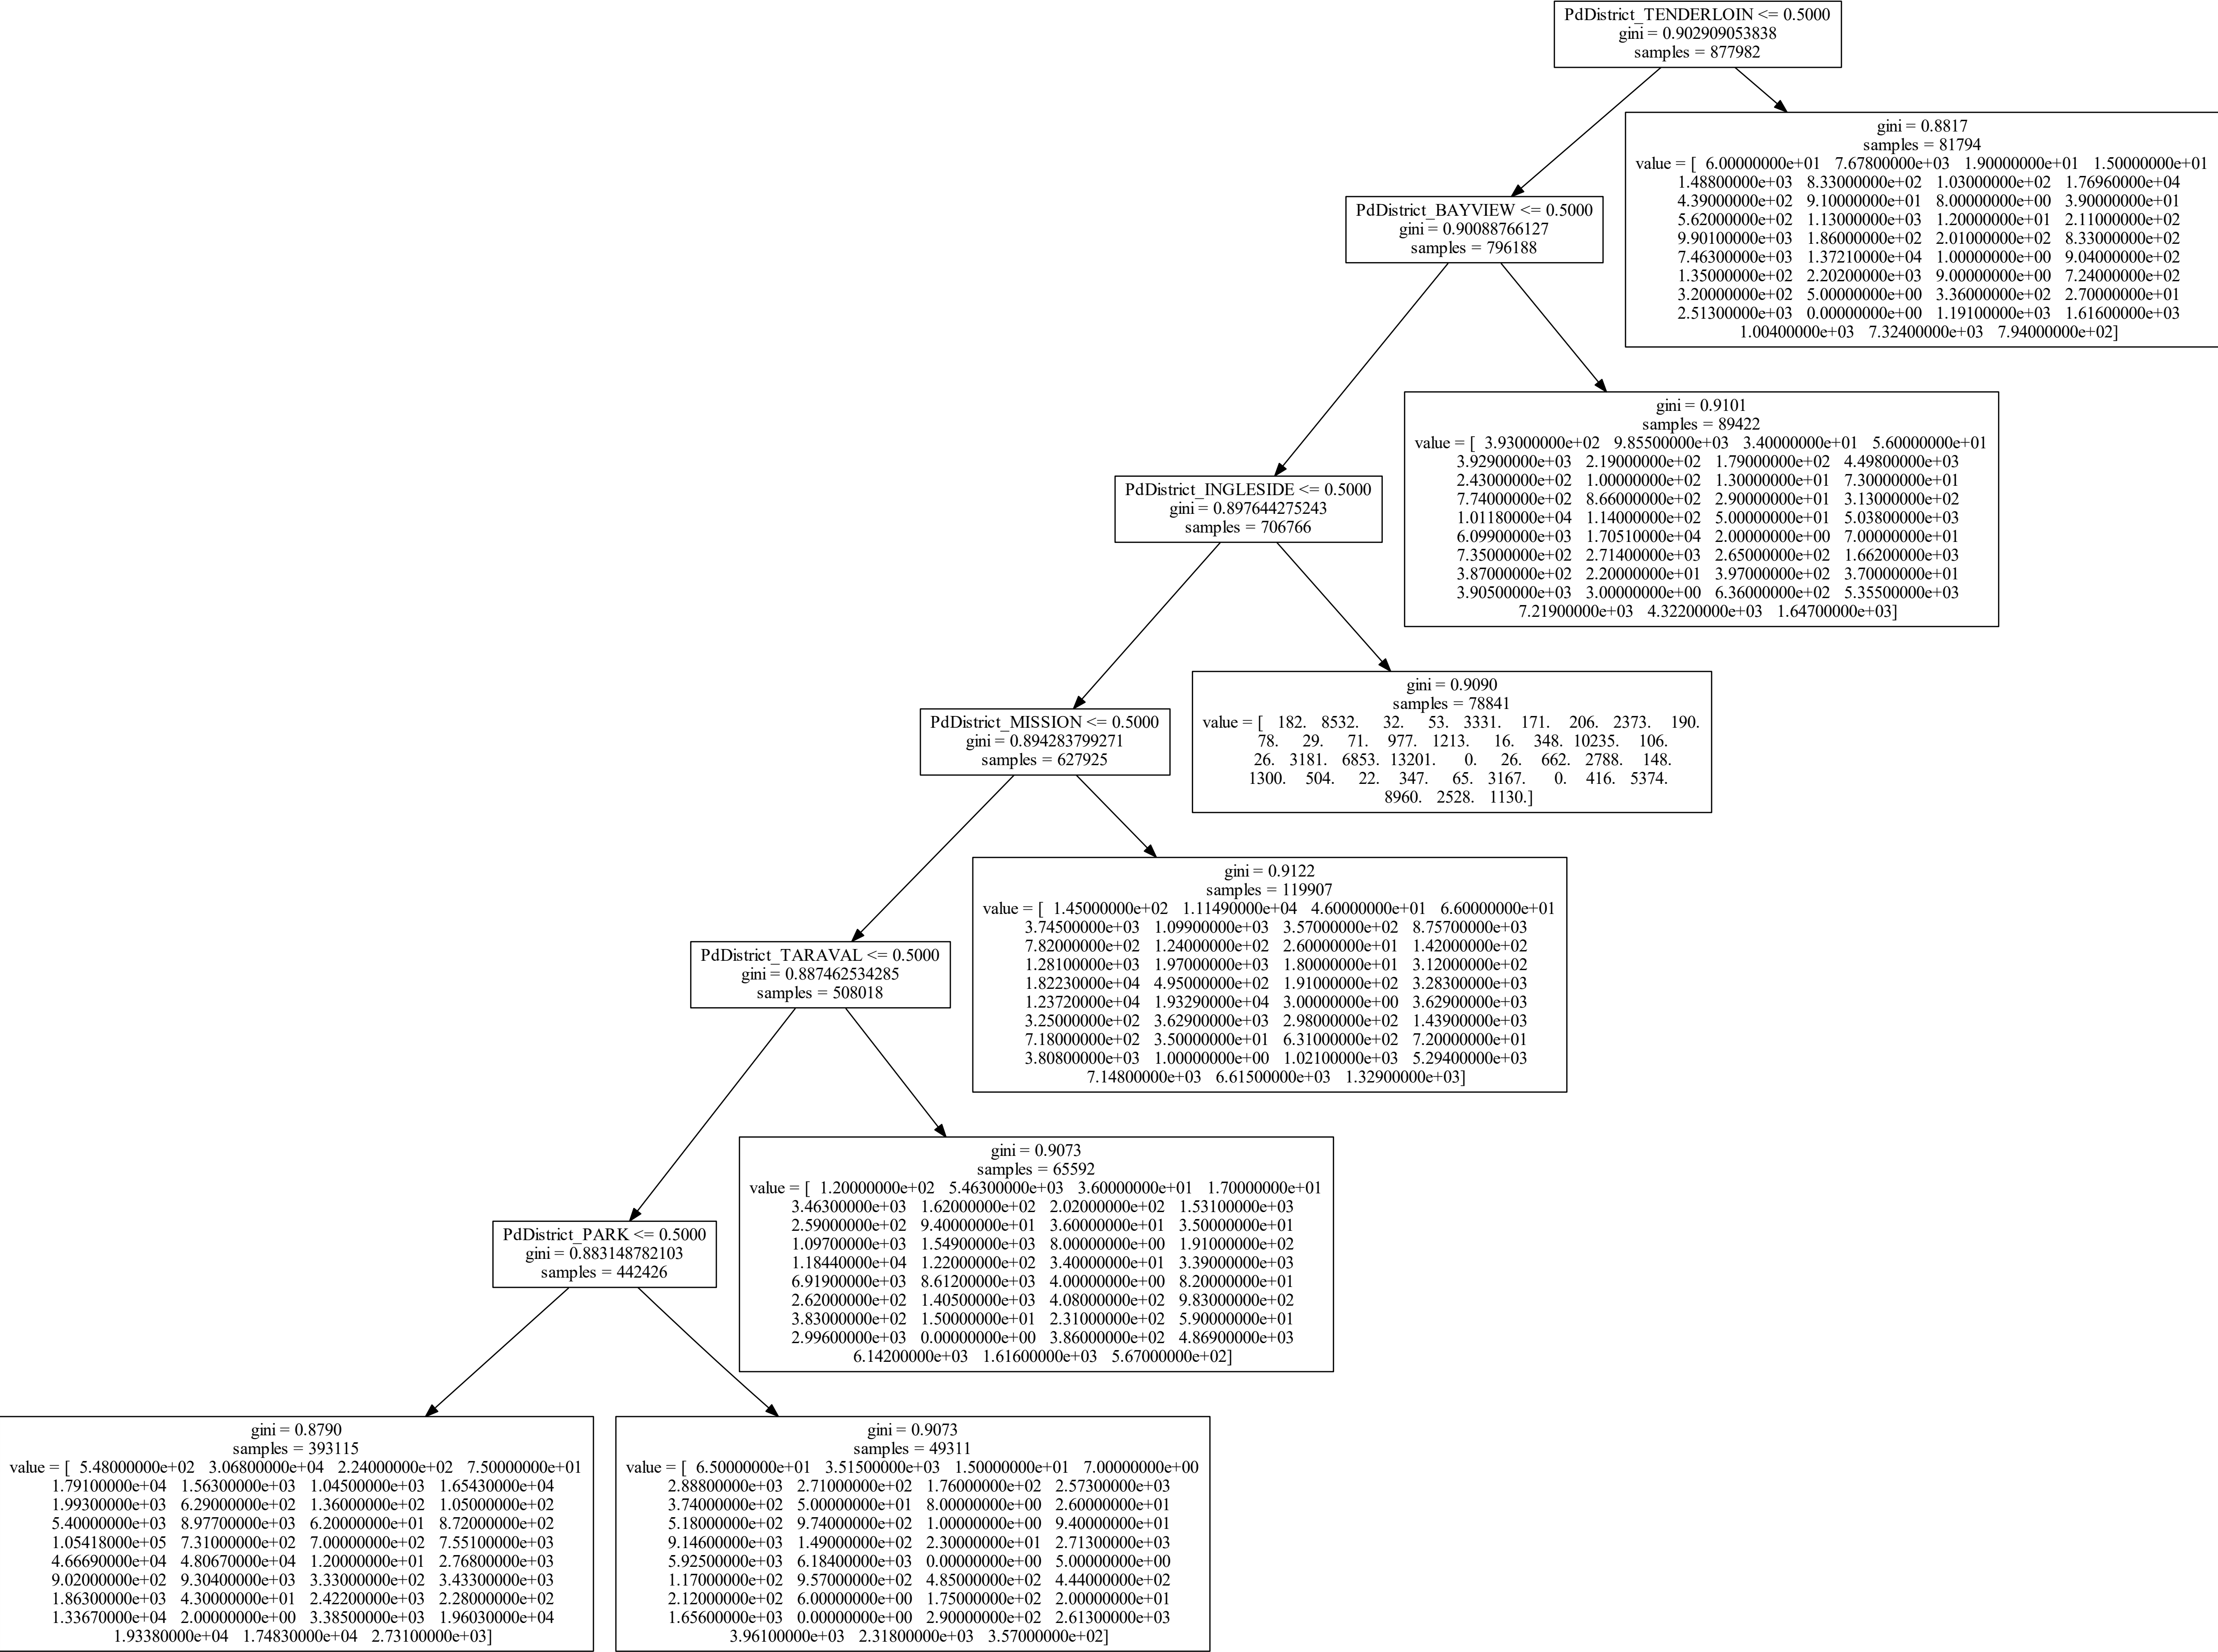 PdDistrict_TENDERLOIN <= 0.5000
gini = 0.902909053838
samples = 877982
gini = 0.8817
samples = 81794
value = [ 6.00000000e+01 7.67800000e+03 1.90000000e+01 1.50000000e+01
1.48800000e+03 8.33000000e+02 1.03000000e+02 1.76960000e+04
4.39000000e+02 9.10000000e+01 8.00000000e+00 3.90000000e+01
5.62000000e+02 1.13000000e+03 1.20000000e+01 2.11000000e+02
9.90100000e+03 1.86000000e+02 2.01000000e+02 8.33000000e+02
7.46300000e+03 1.37210000e+04 1.00000000e+00 9.04000000e+02
1.35000000e+02 2.20200000e+03 9.00000000e+00 7.24000000e+02
3.20000000e+02 5.00000000e+00 3.36000000e+02 2.70000000e+01
2.51300000e+03 0.00000000e+00 1.19100000e+03 1.61600000e+03
1.00400000e+03 7.32400000e+03 7.94000000e+02]
PdDistrict_BAYVIEW <= 0.5000
gini = 0.90088766127
samples = 796188
gini = 0.9101
samples = 89422
value = [ 3.93000000e+02 9.85500000e+03 3.40000000e+01 5.60000000e+01
3.92900000e+03 2.19000000e+02 1.79000000e+02 4.49800000e+03
2.43000000e+02 1.00000000e+02 1.30000000e+01 7.30000000e+01
7.74000000e+02 8.66000000e+02 2.90000000e+01 3.13000000e+02
1.01180000e+04 1.14000000e+02 5.00000000e+01 5.03800000e+03
6.09900000e+03 1.70510000e+04 2.00000000e+00 7.00000000e+01
7.35000000e+02 2.71400000e+03 2.65000000e+02 1.66200000e+03
3.87000000e+02 2.20000000e+01 3.97000000e+02 3.70000000e+01
3.90500000e+03 3.00000000e+00 6.36000000e+02 5.35500000e+03
7.21900000e+03 4.32200000e+03 1.64700000e+03]
PdDistrict_INGLESIDE <= 0.5000
gini = 0.897644275243
samples = 706766
gini = 0.9090
samples = 78841
value = [ 182. 8532. 32. 53. 3331. 171. 206. 2373. 190.
78. 29. 71. 977. 1213. 16. 348. 10235. 106.
26. 3181. 6853. 13201. 0. 26. 662. 2788. 148.
1300. 504. 22. 347. 65. 3167. 0. 416. 5374.
8960. 2528. 1130.]
PdDistrict_MISSION <= 0.5000
gini = 0.894283799271
samples = 627925
gini = 0.9122
samples = 119907
value = [ 1.45000000e+02 1.11490000e+04 4.60000000e+01 6.60000000e+01
3.74500000e+03 1.09900000e+03 3.57000000e+02 8.75700000e+03
7.82000000e+02 1.24000000e+02 2.60000000e+01 1.42000000e+02
1.28100000e+03 1.97000000e+03 1.80000000e+01 3.12000000e+02
1.82230000e+04 4.95000000e+02 1.91000000e+02 3.28300000e+03
1.23720000e+04 1.93290000e+04 3.00000000e+00 3.62900000e+03
3.25000000e+02 3.62900000e+03 2.98000000e+02 1.43900000e+03
7.18000000e+02 3.50000000e+01 6.31000000e+02 7.20000000e+01
3.80800000e+03 1.00000000e+00 1.02100000e+03 5.29400000e+03
7.14800000e+03 6.61500000e+03 1.32900000e+03]
PdDistrict_TARAVAL <= 0.5000
gini = 0.887462534285
samples = 508018
gini = 0.9073
samples = 65592
value = [ 1.20000000e+02 5.46300000e+03 3.60000000e+01 1.70000000e+01
3.46300000e+03 1.62000000e+02 2.02000000e+02 1.53100000e+03
2.59000000e+02 9.40000000e+01 3.60000000e+01 3.50000000e+01
1.09700000e+03 1.54900000e+03 8.00000000e+00 1.91000000e+02
1.18440000e+04 1.22000000e+02 3.40000000e+01 3.39000000e+03
6.91900000e+03 8.61200000e+03 4.00000000e+00 8.20000000e+01
2.62000000e+02 1.40500000e+03 4.08000000e+02 9.83000000e+02
3.83000000e+02 1.50000000e+01 2.31000000e+02 5.90000000e+01
2.99600000e+03 0.00000000e+00 3.86000000e+02 4.86900000e+03
6.14200000e+03 1.61600000e+03 5.67000000e+02]
PdDistrict_PARK <= 0.5000
gini = 0.883148782103
samples = 442426
gini = 0.8790
samples = 393115
value = [ 5.48000000e+02 3.06800000e+04 2.24000000e+02 7.50000000e+01
1.79100000e+04 1.56300000e+03 1.04500000e+03 1.65430000e+04
1.99300000e+03 6.29000000e+02 1.36000000e+02 1.05000000e+02
5.40000000e+03 8.97700000e+03 6.20000000e+01 8.72000000e+02
1.05418000e+05 7.31000000e+02 7.00000000e+02 7.55100000e+03
4.66690000e+04 4.80670000e+04 1.20000000e+01 2.76800000e+03
9.02000000e+02 9.30400000e+03 3.33000000e+02 3.43300000e+03
1.86300000e+03 4.30000000e+01 2.42200000e+03 2.28000000e+02
1.33670000e+04 2.00000000e+00 3.38500000e+03 1.96030000e+04
1.93380000e+04 1.74830000e+04 2.73100000e+03]
gini = 0.9073
samples = 49311
value = [ 6.50000000e+01 3.51500000e+03 1.50000000e+01 7.00000000e+00
2.88800000e+03 2.71000000e+02 1.76000000e+02 2.57300000e+03
3.74000000e+02 5.00000000e+01 8.00000000e+00 2.60000000e+01
5.18000000e+02 9.74000000e+02 1.00000000e+00 9.40000000e+01
9.14600000e+03 1.49000000e+02 2.30000000e+01 2.71300000e+03
5.92500000e+03 6.18400000e+03 0.00000000e+00 5.00000000e+00
1.17000000e+02 9.57000000e+02 4.85000000e+02 4.44000000e+02
2.12000000e+02 6.00000000e+00 1.75000000e+02 2.00000000e+01
1.65600000e+03 0.00000000e+00 2.90000000e+02 2.61300000e+03
3.96100000e+03 2.31800000e+03 3.57000000e+02]